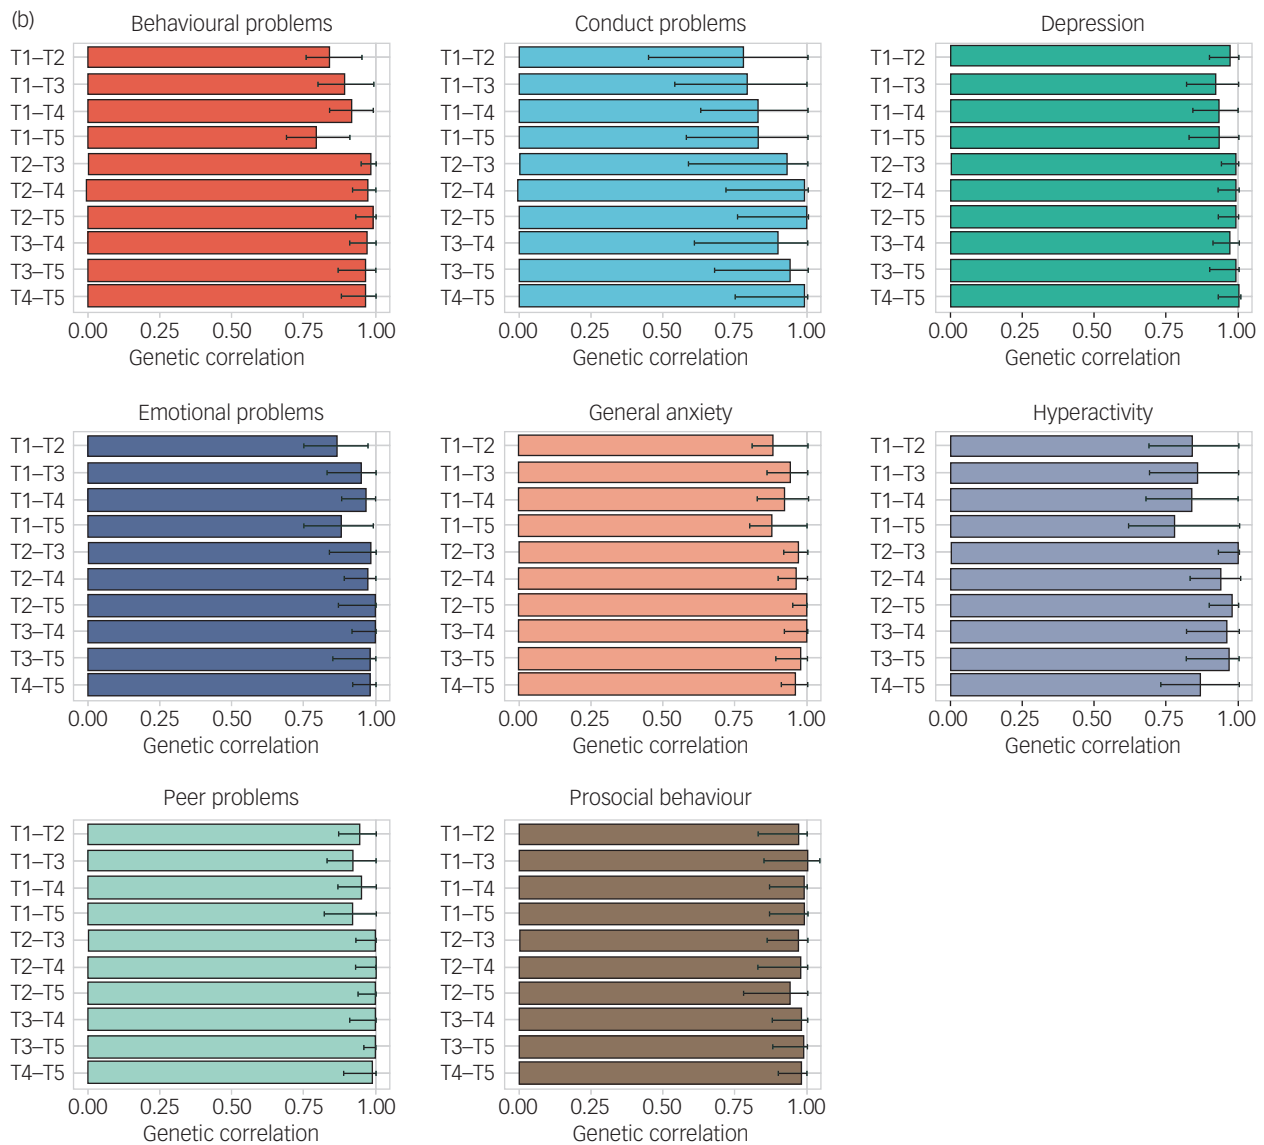 (b)
Behavioural problems
T1–T2
T1–T3
T1–T4
T1–T5
T2–T3
T2–T4
T2–T5
T3–T4
T3–T5
T4–T5
0.00 0.25 0.50 0.75 1.00
Genetic correlation
Conduct problems
T1–T2
T1–T3
T1–T4
T1–T5
T2–T3
T2–T4
T2–T5
T3–T4
T3–T5
T4–T5
0.00 0.25 0.50 0.75 1.00
Genetic correlation
Depression
T1–T2
T1–T3
T1–T4
T1–T5
T2–T3
T2–T4
T2–T5
T3–T4
T3–T5
T4–T5
0.00 0.25 0.50 0.75 1.00
Genetic correlation
Emotional problems
T1–T2
T1–T3
T1–T4
T1–T5
T2–T3
T2–T4
T2–T5
T3–T4
T3–T5
T4–T5
0.00 0.25 0.50 0.75 1.00
Genetic correlation
General anxiety
T1–T2
T1–T3
T1–T4
T1–T5
T2–T3
T2–T4
T2–T5
T3–T4
T3–T5
T4–T5
0.00 0.25 0.50 0.75 1.00
Genetic correlation
Hyperactivity
T1–T2
T1–T3
T1–T4
T1–T5
T2–T3
T2–T4
T2–T5
T3–T4
T3–T5
T4–T5
0.00 0.25 0.50 0.75 1.00
Genetic correlation
Peer problems
T1–T2
T1–T3
T1–T4
T1–T5
T2–T3
T2–T4
T2–T5
T3–T4
T3–T5
T4–T5
0.00 0.25 0.50 0.75 1.00
Genetic correlation
Prosocial behaviour
T1–T2
T1–T3
T1–T4
T1–T5
T2–T3
T2–T4
T2–T5
T3–T4
T3–T5
T4–T5
0.00 0.25 0.50 0.75 1.00
Genetic correlation